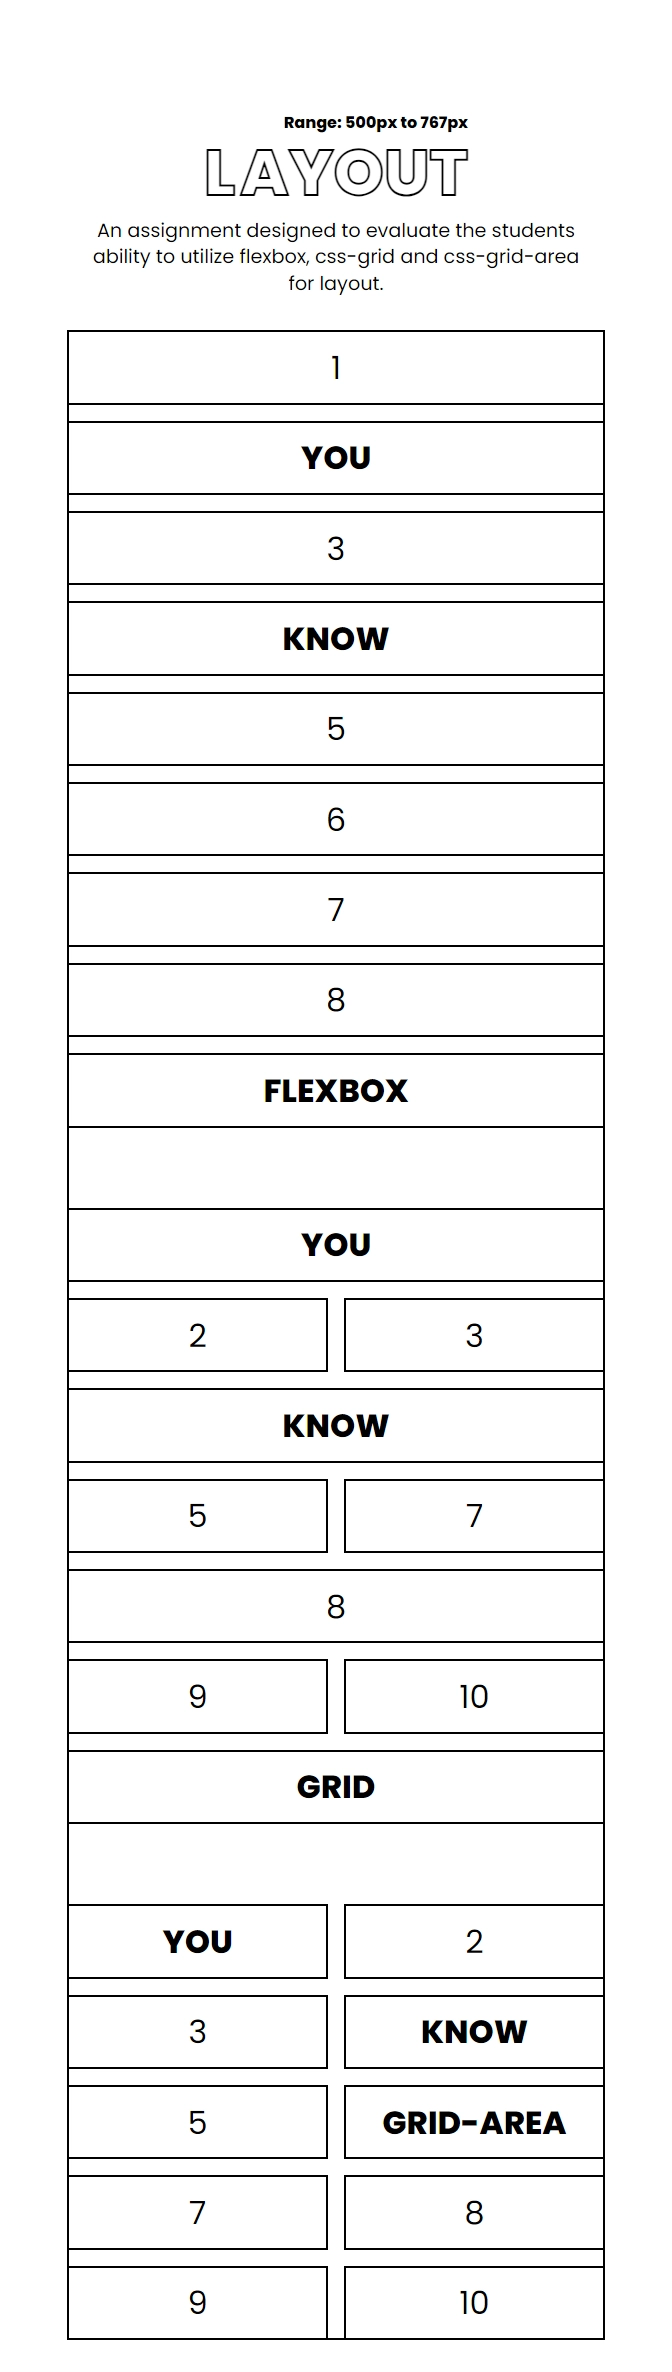 Range: 500px to 767px
LAYOUT
An assignment designed to evaluate the students
ability to utilize flexbox, css-grid and css-grid-area
for layout.
1
YOU
3
KNOW
5
6
7
8
FLEXBOX
YOU
2 3
KNOW
5 7
8
9 10
GRID
YOU 2
3 KNOW
5 GRID-AREA
7 8
9 10